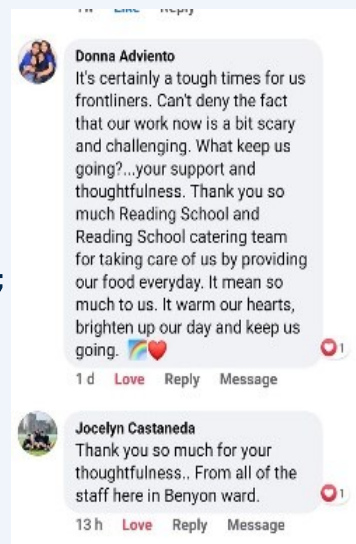 Donna Adviento
It's certainly a tough times for us
frontliners. Can't deny the fact
that our work now is a bit scary
and challenging. What keep us
going?...your support and
thoughtfulness. Thank you so
much Reading School and
Reading School catering team
for taking care of us by providing
our food everyday. It mean so
much to us. It warm our hearts,
brighten up our day and keep us
going. 🌈❤️ 1
1 d Love Reply Message
Jocelyn Castaneda
Thank you so much for your
thoughtfulness.. From all of the
staff here in Benyon ward. 1
13 h Love Reply Message